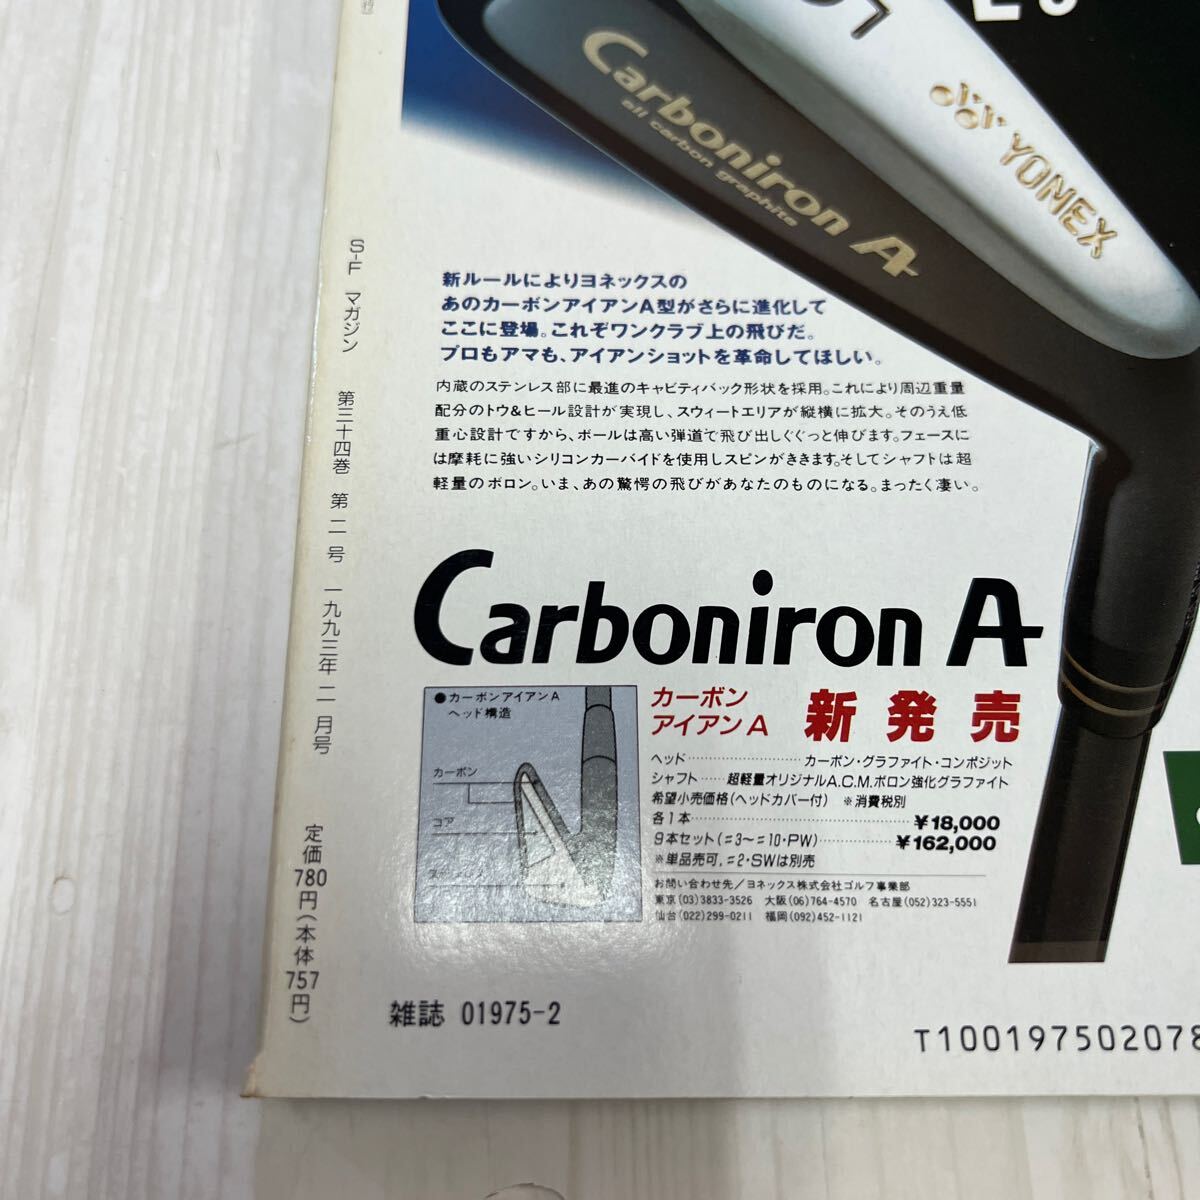 YONEX
Carboniron A
all carbon graphite
新ルールによりヨネックスの
あのカーボンアイアンA型がさらに進化して
ここに登場。これぞワンクラブ上の飛びだ。
プロもアマも、アイアンショットを革命してほしい。
内蔵のステンレス部に最進のキャビティバック形状を採用。これにより周辺重量
配分のトウ&ヒール設計が実現し、スウィートエリアが縦横に拡大。そのうえ低
重心設計ですから、ボールは高い弾道で飛び出しぐぐっと伸びます。フェースに
は摩耗に強いシリコンカーバイドを使用しスピンがききます。そしてシャフトは超
軽量のボロン。いま、あの驚愕の飛びがあなたのものになる。まったく凄い。
Carboniron A
●カーボンアイアンA
ヘッド構造
カーボン
コア
カーボン
アイアンA
新発売
ヘッド……………カーボン・グラファイト・コンポジット
シャフト……超軽量オリジナルA.C.M.ボロン強化グラファイト
希望小売価格(ヘッドカバー付) ※消費税別
各1本……………………………¥18,000
9本セット(♯3〜♯10・PW)……………¥162,000
※単品売可、♯2・SWは別売
お問い合わせ先/ヨネックス株式会社ゴルフ事業部
東京(03)3833-3526 大阪(06)764-4570 名古屋(052)323-5551
仙台(022)299-0211 福岡(092)452-1121
雑誌 01975-2
T100197502078
S-Fマガジン 第三十四巻 第二号 一九九三年二月号
定価780円(本体757円)